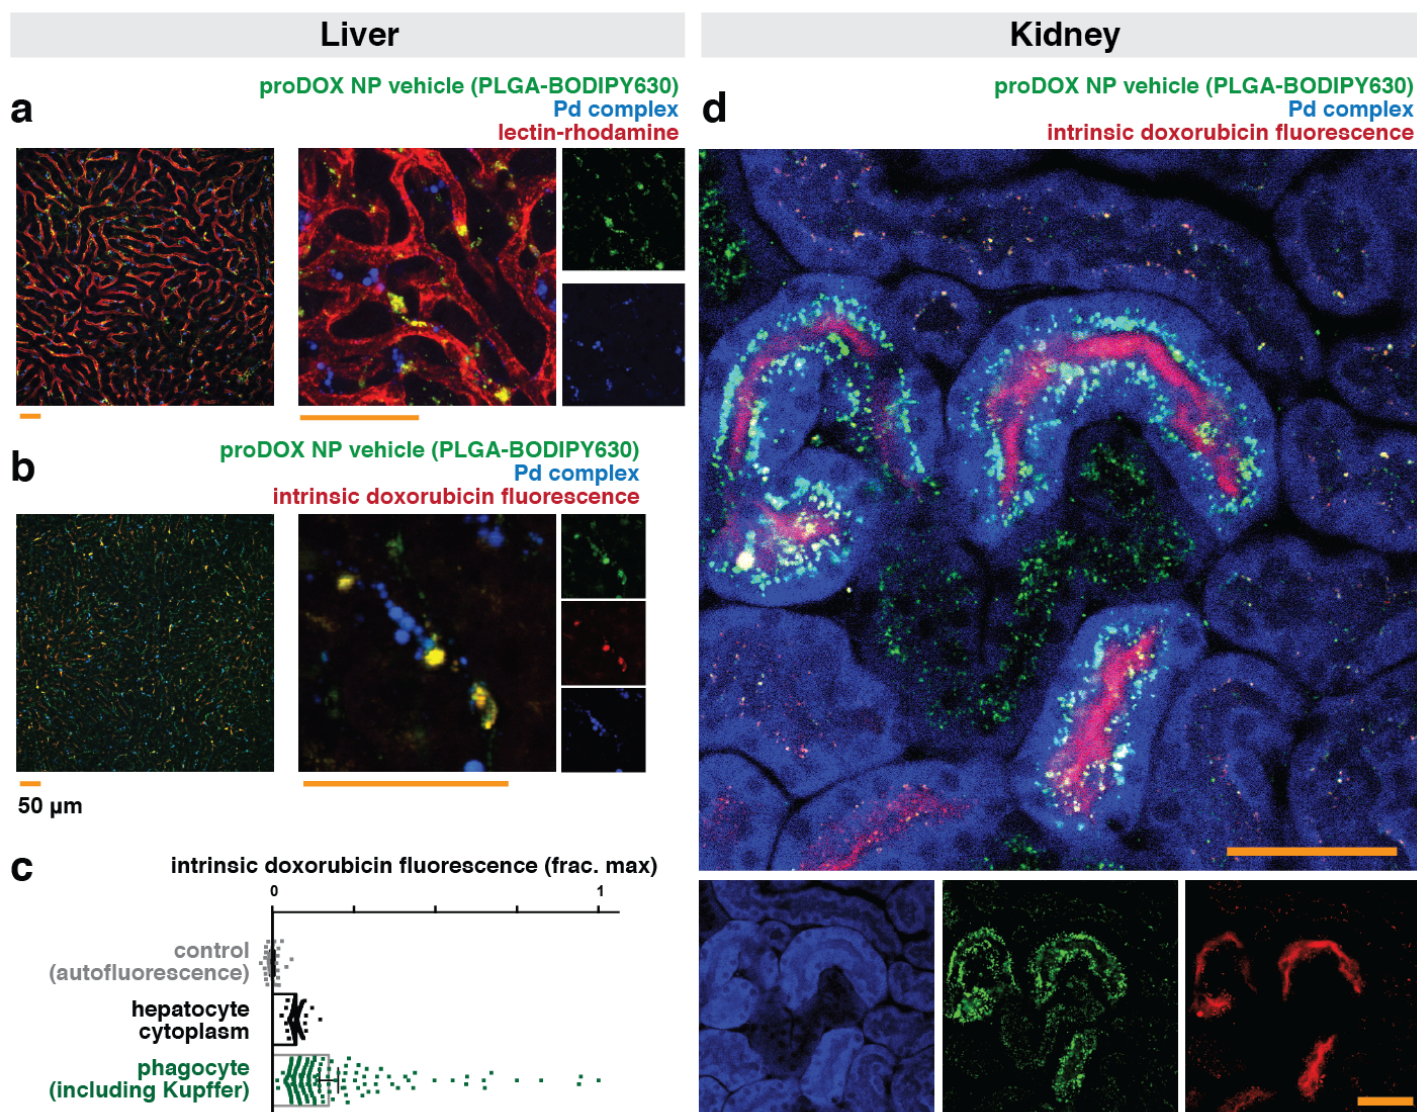 Liver
Kidney
a
proDOX NP vehicle (PLGA-BODIPY630)
Pd complex
lectin-rhodamine
b
proDOX NP vehicle (PLGA-BODIPY630)
Pd complex
intrinsic doxorubicin fluorescence
50 µm
c
intrinsic doxorubicin fluorescence (frac. max)
0 1
control
(autofluorescence)
hepatocyte
cytoplasm
phagocyte
(including Kupffer)
d
proDOX NP vehicle (PLGA-BODIPY630)
Pd complex
intrinsic doxorubicin fluorescence